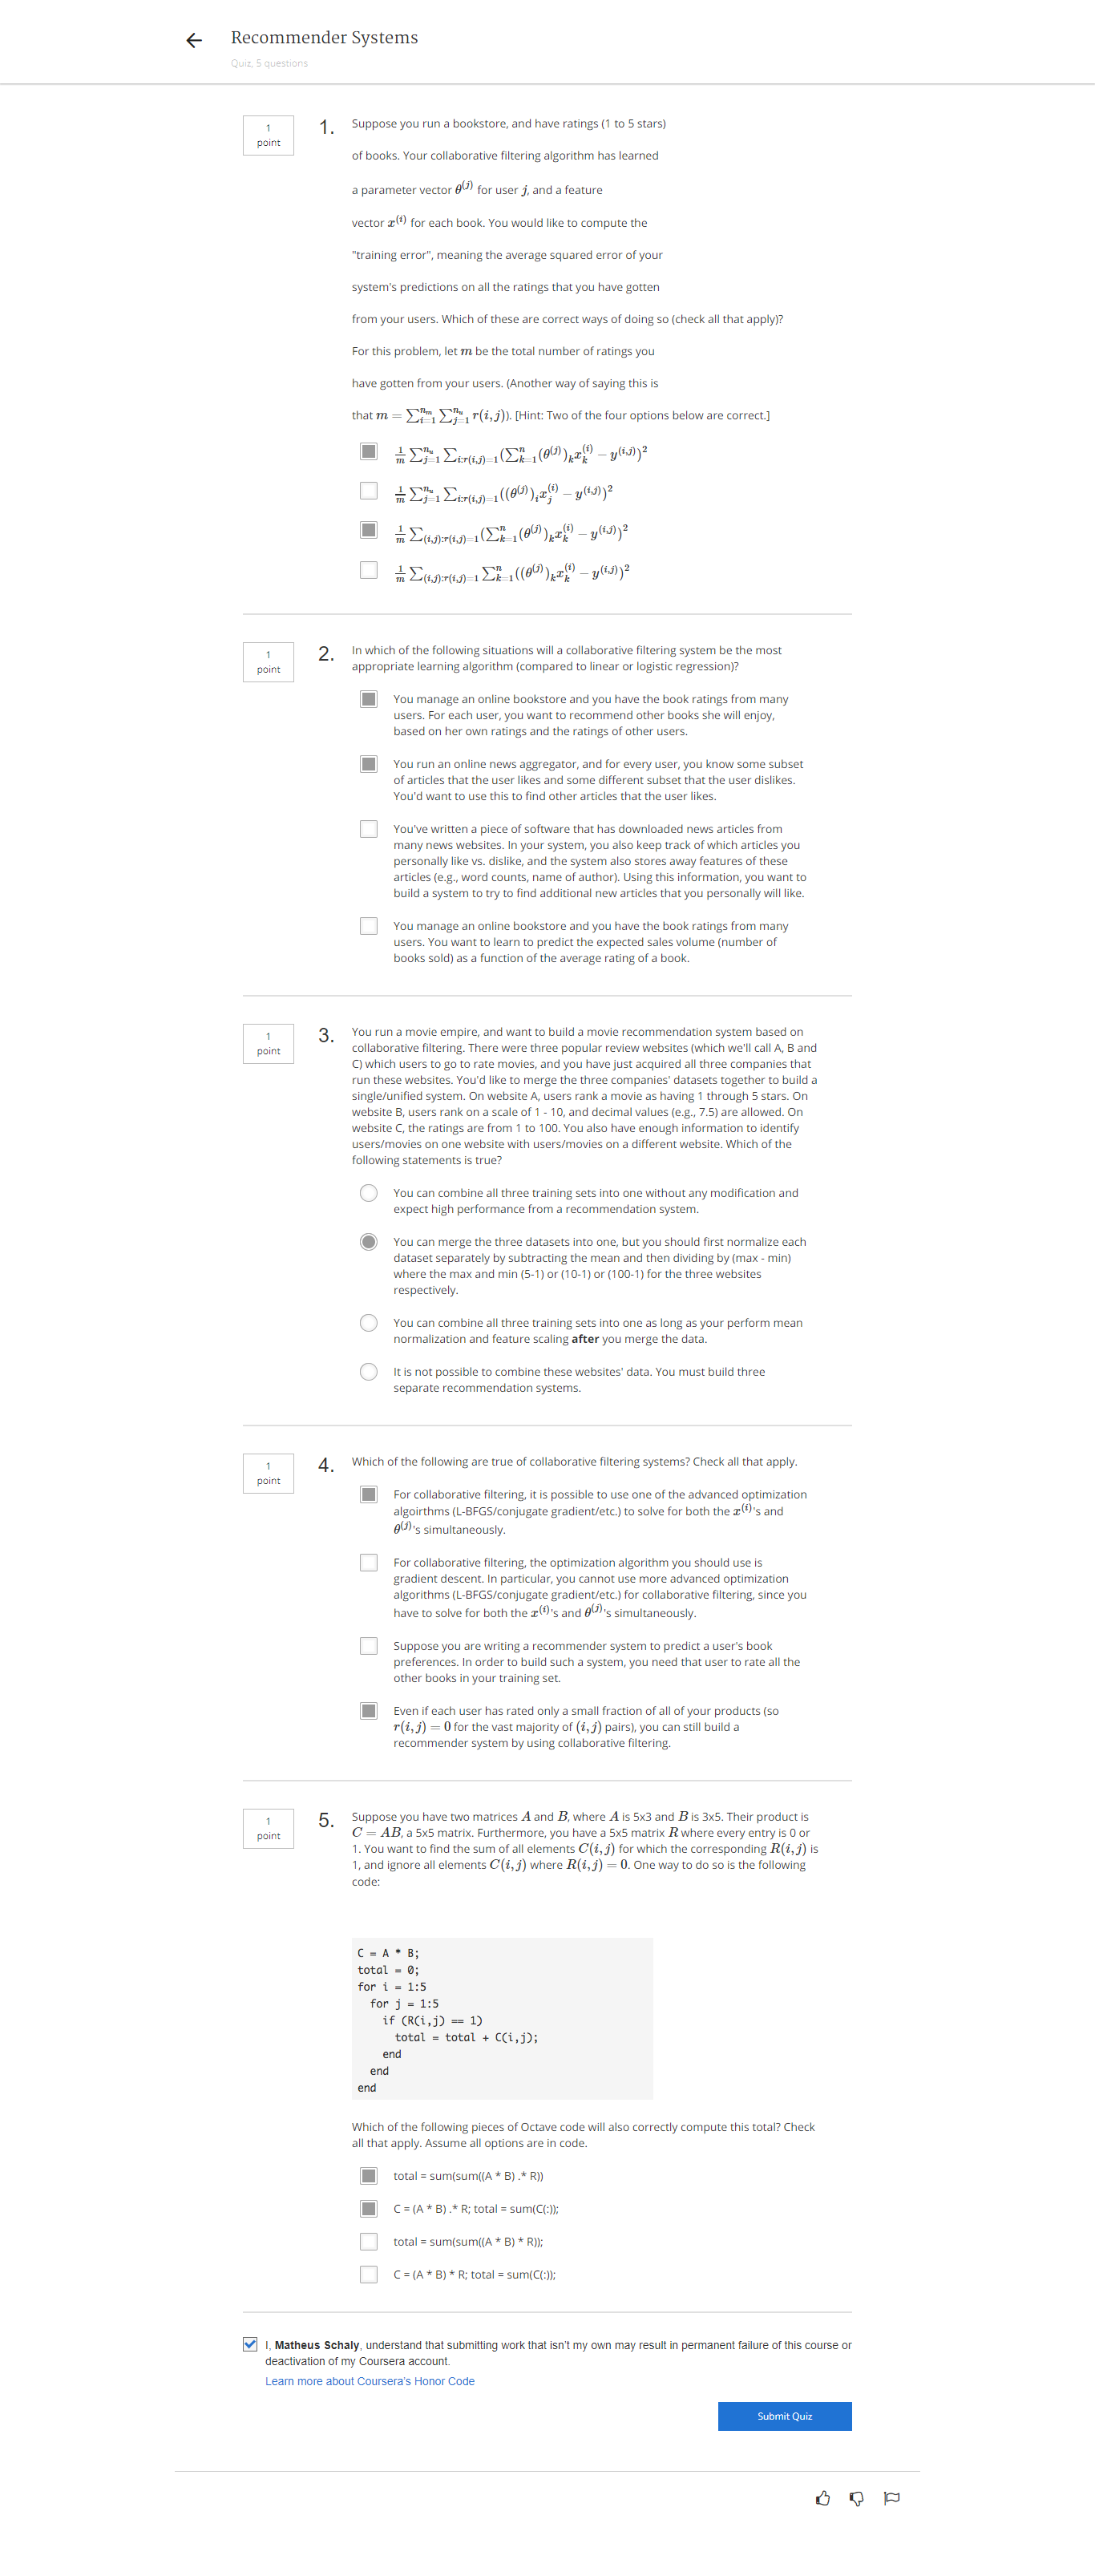 Recommender Systems
Quiz, 5 questions
1
point
1.
Suppose you run a bookstore, and have ratings (1 to 5 stars)
of books. Your collaborative filtering algorithm has learned
a parameter vector θ^(j) for user j, and a feature
vector x^(i) for each book. You would like to compute the
"training error", meaning the average squared error of your
system's predictions on all the ratings that you have gotten
from your users. Which of these are correct ways of doing so (check all that apply)?
For this problem, let m be the total number of ratings you
have gotten from your users. (Another way of saying this is
that m = ∑_{i=1}^{n_m} ∑_{j=1}^{n_u} r(i, j)). [Hint: Two of the four options below are correct.]
1/m ∑_{j=1}^{n_u} ∑_{i:r(i,j)=1} (∑_{k=1}^{n} (θ^(j))_k x_k^(i) − y^(i,j))^2
1/m ∑_{j=1}^{n_u} ∑_{i:r(i,j)=1} ((θ^(j))_i x_j^(i) − y^(i,j))^2
1/m ∑_{(i,j):r(i,j)=1} (∑_{k=1}^{n} (θ^(j))_k x_k^(i) − y^(i,j))^2
1/m ∑_{(i,j):r(i,j)=1} ∑_{k=1}^{n} ((θ^(j))_k x_k^(i) − y^(i,j))^2
1
point
2.
In which of the following situations will a collaborative filtering system be the most
appropriate learning algorithm (compared to linear or logistic regression)?
You manage an online bookstore and you have the book ratings from many
users. For each user, you want to recommend other books she will enjoy,
based on her own ratings and the ratings of other users.
You run an online news aggregator, and for every user, you know some subset
of articles that the user likes and some different subset that the user dislikes.
You'd want to use this to find other articles that the user likes.
You've written a piece of software that has downloaded news articles from
many news websites. In your system, you also keep track of which articles you
personally like vs. dislike, and the system also stores away features of these
articles (e.g., word counts, name of author). Using this information, you want to
build a system to try to find additional new articles that you personally will like.
You manage an online bookstore and you have the book ratings from many
users. You want to learn to predict the expected sales volume (number of
books sold) as a function of the average rating of a book.
1
point
3.
You run a movie empire, and want to build a movie recommendation system based on
collaborative filtering. There were three popular review websites (which we'll call A, B and
C) which users to go to rate movies, and you have just acquired all three companies that
run these websites. You'd like to merge the three companies' datasets together to build a
single/unified system. On website A, users rank a movie as having 1 through 5 stars. On
website B, users rank on a scale of 1 - 10, and decimal values (e.g., 7.5) are allowed. On
website C, the ratings are from 1 to 100. You also have enough information to identify
users/movies on one website with users/movies on a different website. Which of the
following statements is true?
You can combine all three training sets into one without any modification and
expect high performance from a recommendation system.
You can merge the three datasets into one, but you should first normalize each
dataset separately by subtracting the mean and then dividing by (max - min)
where the max and min (5-1) or (10-1) or (100-1) for the three websites
respectively.
You can combine all three training sets into one as long as your perform mean
normalization and feature scaling after you merge the data.
It is not possible to combine these websites' data. You must build three
separate recommendation systems.
1
point
4.
Which of the following are true of collaborative filtering systems? Check all that apply.
For collaborative filtering, it is possible to use one of the advanced optimization
algoirthms (L-BFGS/conjugate gradient/etc.) to solve for both the x^(i)'s and
θ^(j)'s simultaneously.
For collaborative filtering, the optimization algorithm you should use is
gradient descent. In particular, you cannot use more advanced optimization
algorithms (L-BFGS/conjugate gradient/etc.) for collaborative filtering, since you
have to solve for both the x^(i)'s and θ^(j)'s simultaneously.
Suppose you are writing a recommender system to predict a user's book
preferences. In order to build such a system, you need that user to rate all the
other books in your training set.
Even if each user has rated only a small fraction of all of your products (so
r(i, j) = 0 for the vast majority of (i, j) pairs), you can still build a
recommender system by using collaborative filtering.
1
point
5.
Suppose you have two matrices A and B, where A is 5x3 and B is 3x5. Their product is
C = AB, a 5x5 matrix. Furthermore, you have a 5x5 matrix R where every entry is 0 or
1. You want to find the sum of all elements C(i, j) for which the corresponding R(i, j) is
1, and ignore all elements C(i, j) where R(i, j) = 0. One way to do so is the following
code:
C = A * B;
total = 0;
for i = 1:5
for j = 1:5
if (R(i,j) == 1)
total = total + C(i,j);
end
end
end
Which of the following pieces of Octave code will also correctly compute this total? Check
all that apply. Assume all options are in code.
total = sum(sum((A * B) .* R))
C = (A * B) .* R; total = sum(C(:));
total = sum(sum((A * B) * R));
C = (A * B) * R; total = sum(C(:));
I, Matheus Schaly, understand that submitting work that isn't my own may result in permanent failure of this course or
deactivation of my Coursera account.
Learn more about Coursera's Honor Code
Submit Quiz